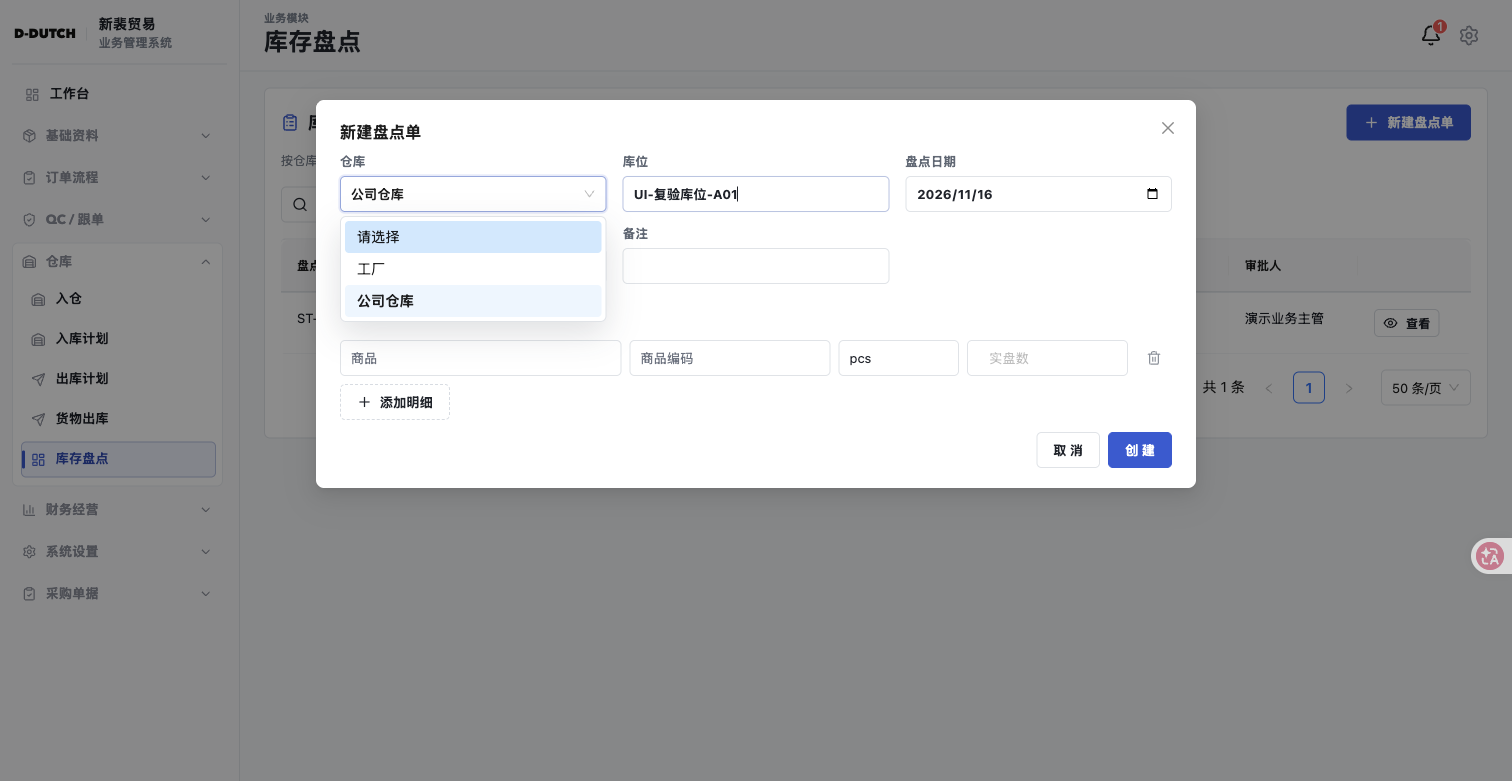 D-DUTCH
新裴贸易
业务管理系统
工作台
基础资料
订单流程
QC / 跟单
仓库
入仓
入库计划
出库计划
货物出库
库存盘点
财务经营
系统设置
采购单据
业务模块
库存盘点
1
新建盘点单
按仓库
盘点
审批人
ST-
演示业务主管
查看
共 1 条
1
50 条/页
新建盘点单
仓库
库位
盘点日期
公司仓库
UI-复验库位-A01
2026/11/16
请选择
工厂
公司仓库
备注
商品
商品编码
pcs
实盘数
添加明细
取 消
创 建